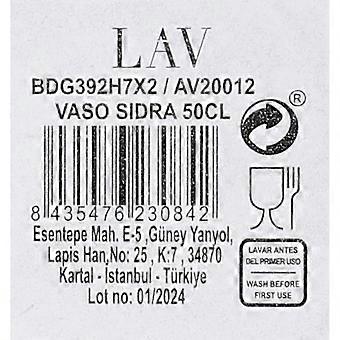 LAV
BDG392H7X2 / AV20012
VASO SIDRA 50CL
®
8 435476 230842
Esentepe Mah. E-5 ,Güney Yanyol,
Lapis Han,No: 25 , K:7 , 34870
Kartal - Istanbul - Türkiye
Lot no: 01/2024
LAVAR ANTES
DEL PRIMER USO
WASH BEFORE
FIRST USE